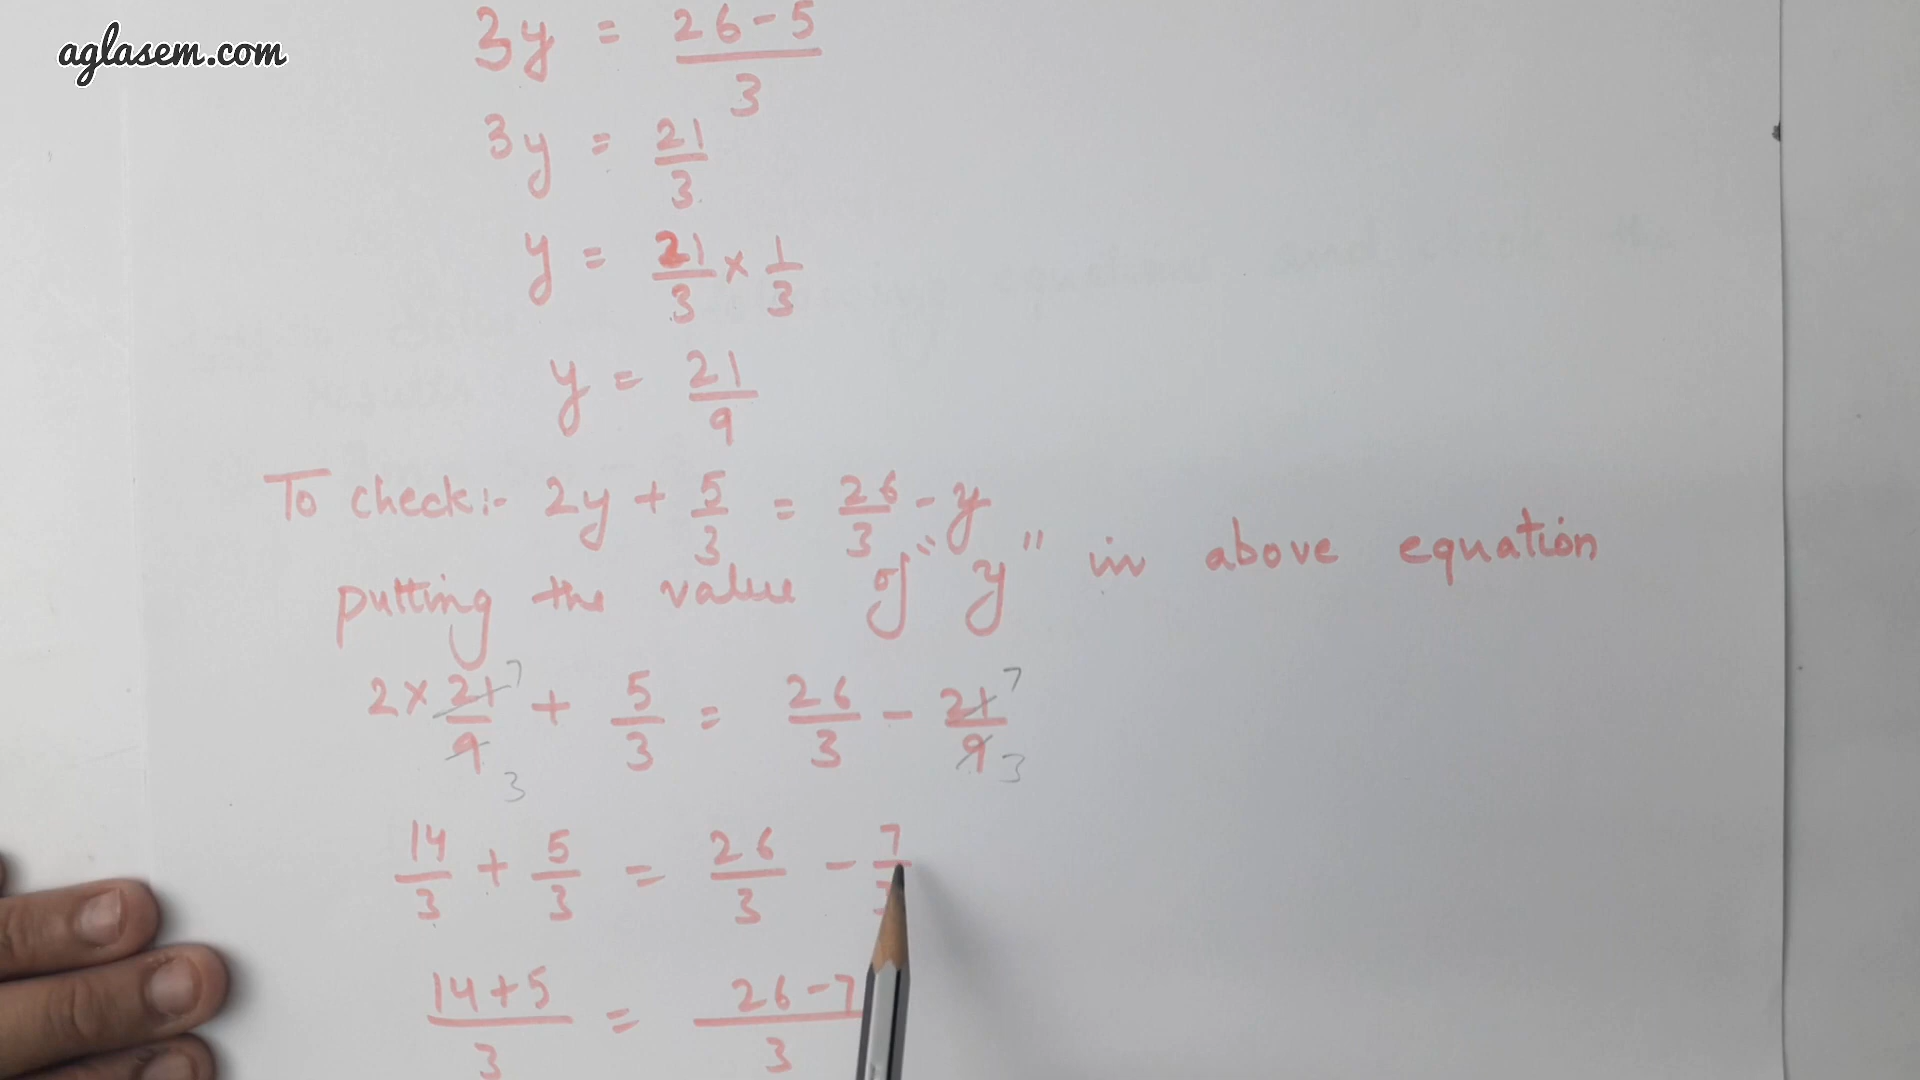 aglasem.com
3y = 26-5/3
3y = 21/3
y = 21/3 × 1/3
y = 21/9
To check:- 2y + 5/3 = 26/3 - y
putting the value of "y" in above equation
2 × 21/9 7 3 + 5/3 = 26/3 - 21/9 7 3
14/3 + 5/3 = 26/3 - 7/3
14+5/3 = 26-7/3